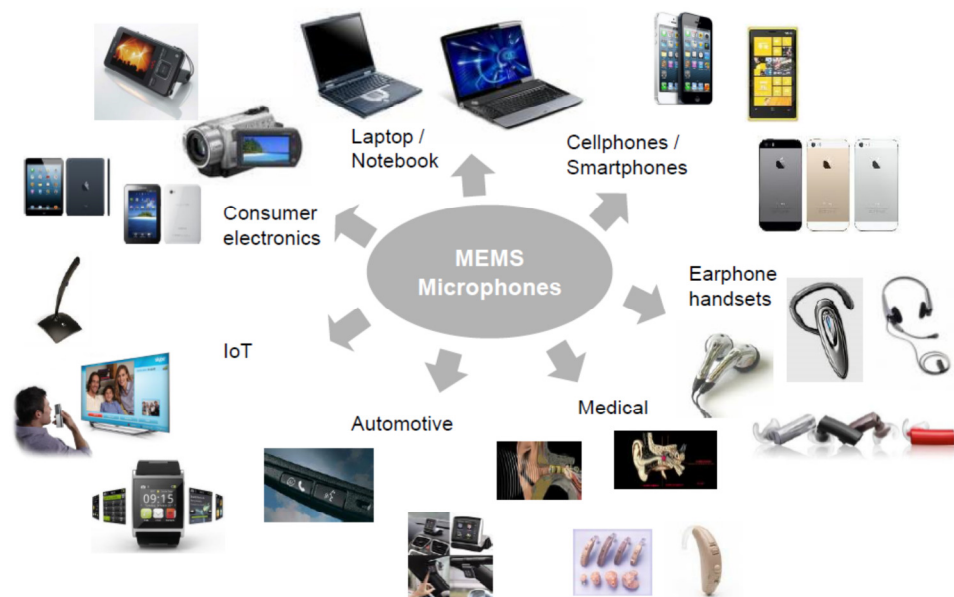 Laptop /
Notebook
Cellphones /
Smartphones
Consumer
electronics
MEMS
Microphones
Earphone
handsets
IoT
Automotive
Medical
09:15